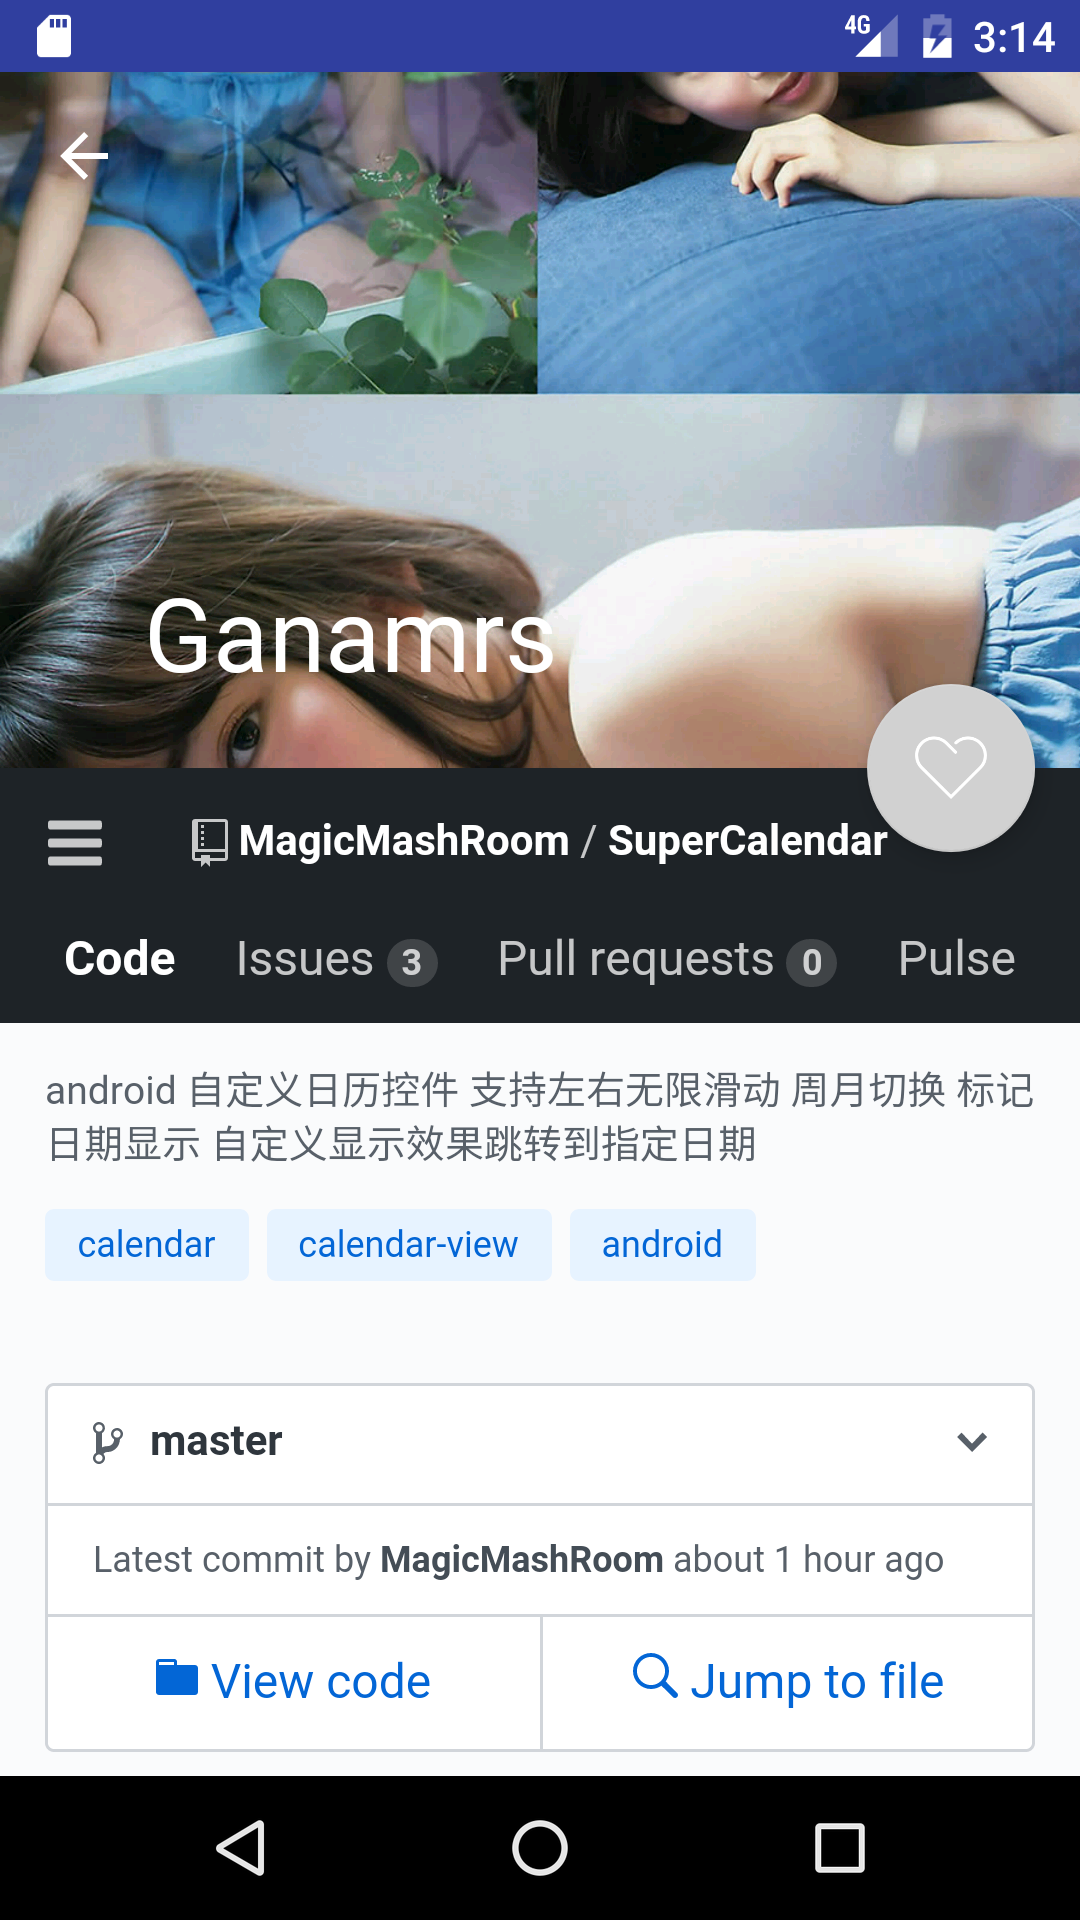 4G 3:14
Ganamrs
MagicMashRoom / SuperCalendar
Code Issues 3 Pull requests 0 Pulse
android 自定义日历控件 支持左右无限滑动 周月切换 标记
日期显示 自定义显示效果跳转到指定日期
calendar calendar-view android
master
Latest commit by MagicMashRoom about 1 hour ago
View code Jump to file